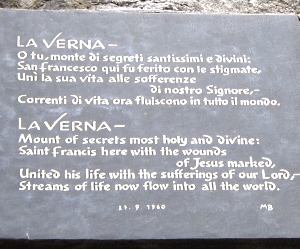 LA VERNA—
O tu, monte di segreti santissimi e divini:
San francesco qui fu ferito con le stigmate,
Unì la sua vita alle sofferenze
di nostro Signore,—
Correnti di vita ora fluiscono in tutto il mondo.
LA VERNA—
Mount of secrets most holy and divine:
Saint Francis here with the wounds
of Jesus marked,
United his life with the sufferings of our Lord,—
Streams of life now flow into all the world.
17. 9. 1960 MB